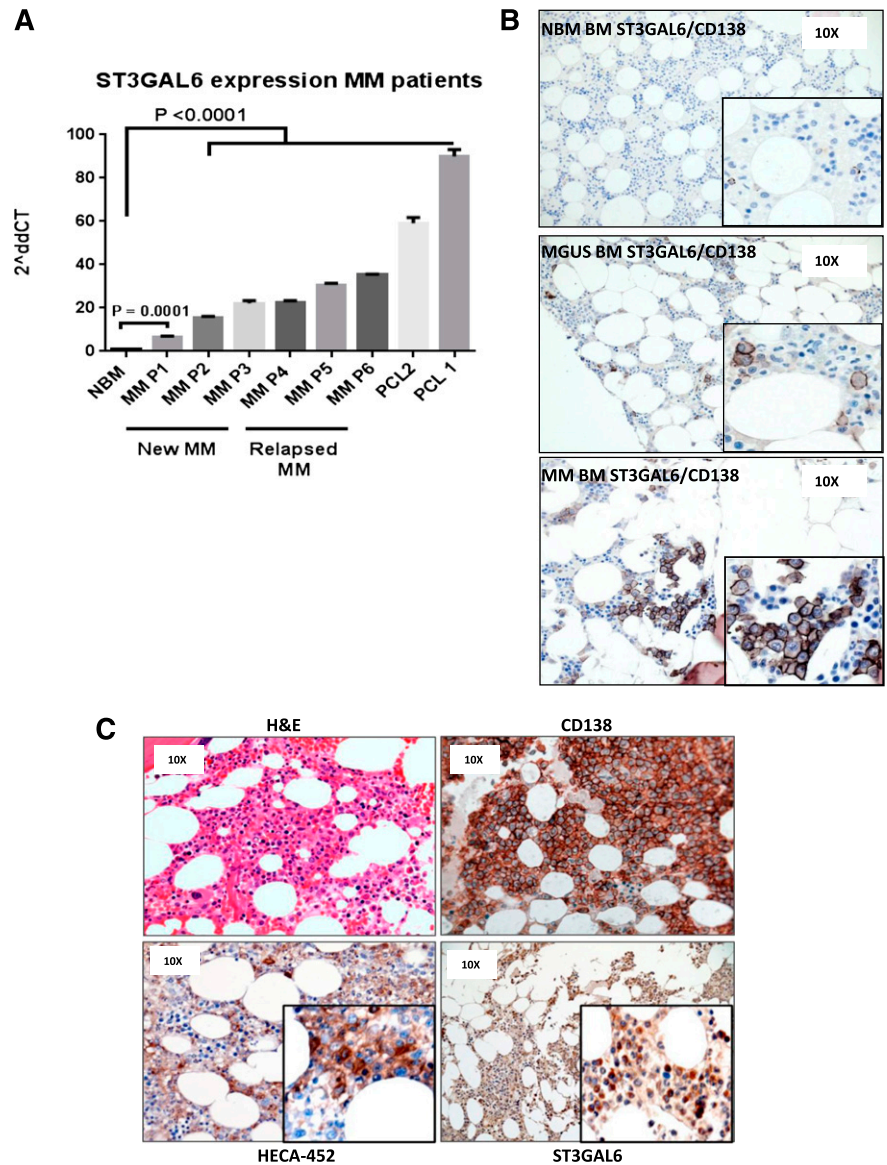 A
ST3GAL6 expression MM patients
P <0.0001
100
80
60
40
20
0
2^ddCT
P = 0.0001
NBM
MM P1
MM P2
MM P3
MM P4
MM P5
MM P6
PCL2
PCL 1
New MM
Relapsed
MM
B
NBM BM ST3GAL6/CD138
10X
MGUS BM ST3GAL6/CD138
10X
MM BM ST3GAL6/CD138
10X
C
H&E
CD138
10X
10X
10X
10X
HECA-452
ST3GAL6